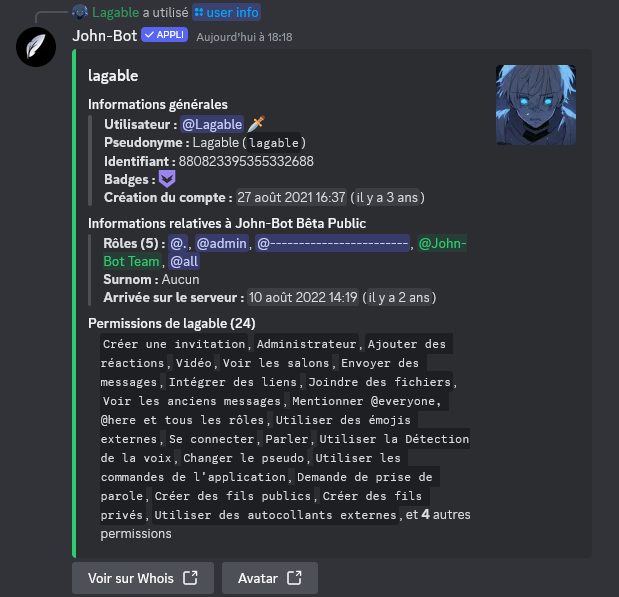 Lagable a utilisé user info
John-Bot ✓ APPLI Aujourd'hui à 18:18
lagable
Informations générales
Utilisateur : @Lagable 🗡️
Pseudonyme : Lagable (lagable)
Identifiant : 880823395355332688
Badges :
Création du compte : 27 août 2021 16:37 (il y a 3 ans)
Informations relatives à John-Bot Bêta Public
Rôles (5) : @., @admin, @------------------------, @John-
Bot Team, @all
Surnom : Aucun
Arrivée sur le serveur : 10 août 2022 14:19 (il y a 2 ans)
Permissions de lagable (24)
Créer une invitation, Administrateur, Ajouter des
réactions, Vidéo, Voir les salons, Envoyer des
messages, Intégrer des liens, Joindre des fichiers,
Voir les anciens messages, Mentionner @everyone,
@here et tous les rôles, Utiliser des émojis
externes, Se connecter, Parler, Utiliser la Détection
de la voix, Changer le pseudo, Utiliser les
commandes de l'application, Demande de prise de
parole, Créer des fils publics, Créer des fils
privés, Utiliser des autocollants externes, et 4 autres
permissions
Voir sur Whois
Avatar